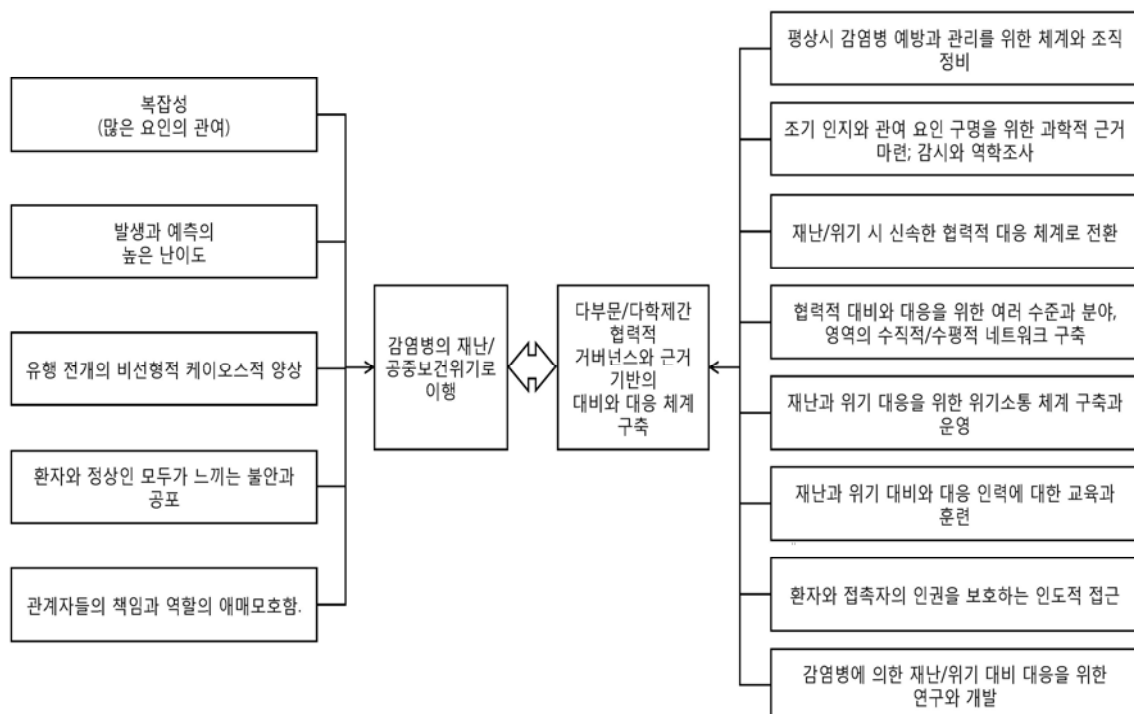 복잡성
(많은 요인의 관여)
발생과 예측의
높은 난이도
유행 전개의 비선형적 케이오스적 양상
환자와 정상인 모두가 느끼는 불안과
공포
관계자들의 책임과 역할의 애매모호함.
감염병의 재난/
공중보건위기로
이행
다부문/다학제간
협력적
거버넌스와 근거
기반의
대비와 대응 체계
구축
평상시 감염병 예방과 관리를 위한 체계와 조직
정비
조기 인지와 관여 요인 구명을 위한 과학적 근거
마련; 감시와 역학조사
재난/위기 시 신속한 협력적 대응 체계로 전환
협력적 대비와 대응을 위한 여러 수준과 분야,
영역의 수직적/수평적 네트워크 구축
재난과 위기 대응을 위한 위기소통 체계 구축과
운영
재난과 위기 대비와 대응 인력에 대한 교육과
훈련
환자와 접촉자의 인권을 보호하는 인도적 접근
감염병에 의한 재난/위기 대비 대응을 위한
연구와 개발